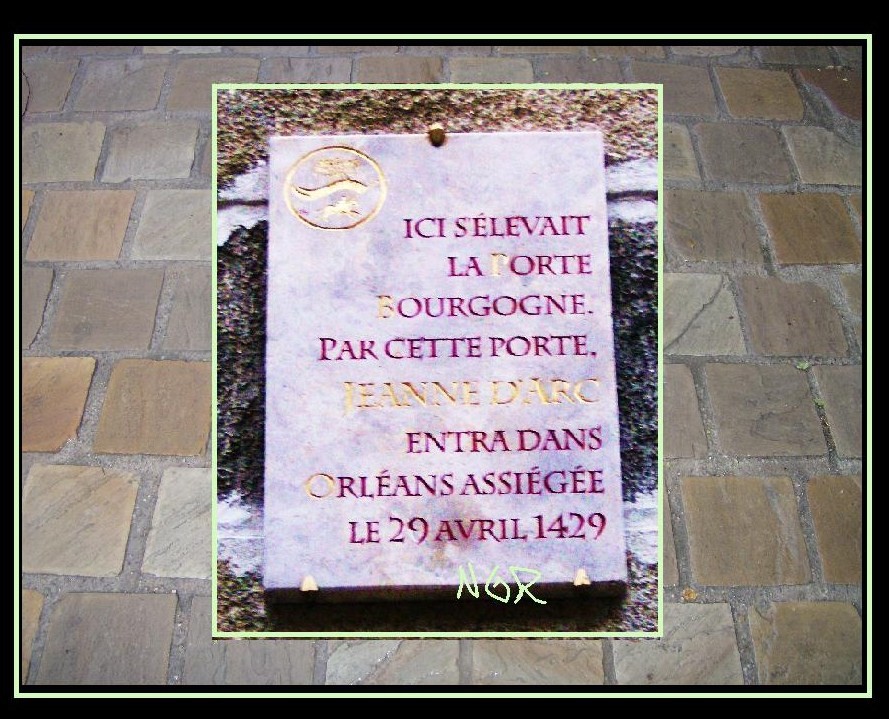 ICI S'ÉLEVAIT
LA PORTE
BOURGOGNE.
PAR CETTE PORTE,
JEANNE D'ARC
ENTRA DANS
ORLÉANS ASSIÉGÉE
LE 29 AVRIL 1429
NGR